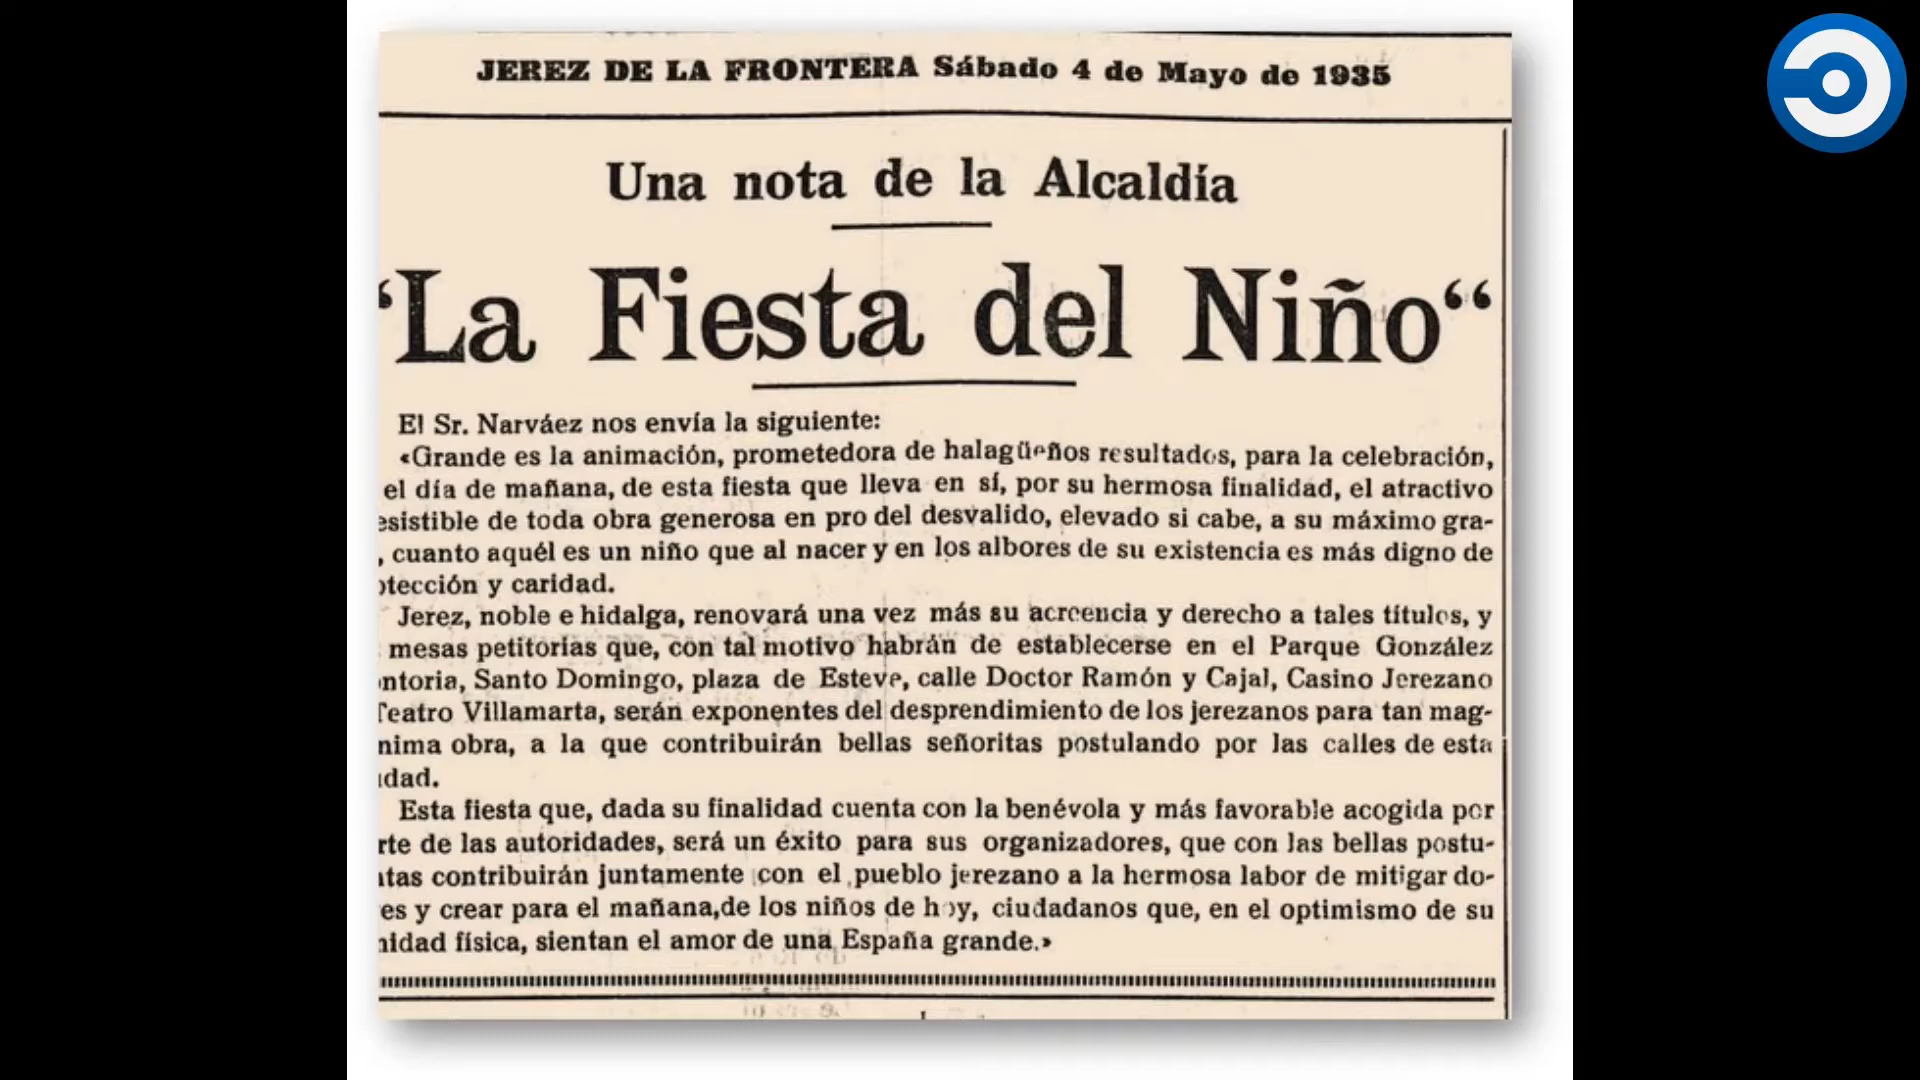 JEREZ DE LA FRONTERA Sábado 4 de Mayo de 1935
Una nota de la Alcaldía
“La Fiesta del Niño“
El Sr. Narváez nos envía la siguiente:
«Grande es la animación, prometedora de halagüeños resultados, para la celebración,
el día de mañana, de esta fiesta que lleva en sí, por su hermosa finalidad, el atractivo
esistible de toda obra generosa en pro del desvalido, elevado si cabe, a su máximo gra-
, cuanto aquél es un niño que al nacer y en los albores de su existencia es más digno de
otección y caridad.
Jerez, noble e hidalga, renovará una vez más su acreencia y derecho a tales títulos, y
mesas petitorias que, con tal motivo habrán de establecerse en el Parque González
ntoria, Santo Domingo, plaza de Esteve, calle Doctor Ramón y Cajal, Casino Jerezano
Teatro Villamarta, serán exponentes del desprendimiento de los jerezanos para tan mag-
nima obra, a la que contribuirán bellas señoritas postulando por las calles de esta
udad.
Esta fiesta que, dada su finalidad cuenta con la benévola y más favorable acogida por
rte de las autoridades, será un éxito para sus organizadores, que con las bellas postu-
ntas contribuirán juntamente con el pueblo jerezano a la hermosa labor de mitigar do-
es y crear para el mañana, de los niños de hoy, ciudadanos que, en el optimismo de su
nidad física, sientan el amor de una España grande.»